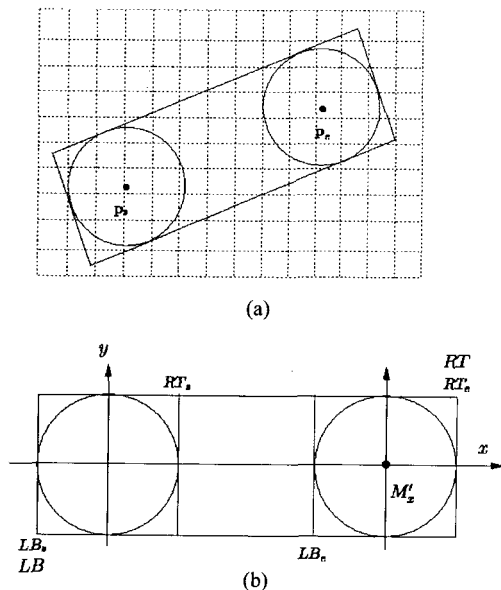 p_s
p_e
(a)
y
RT
RT_s
RT_e
x
M'_x
LB_s
LB_e
LB
(b)